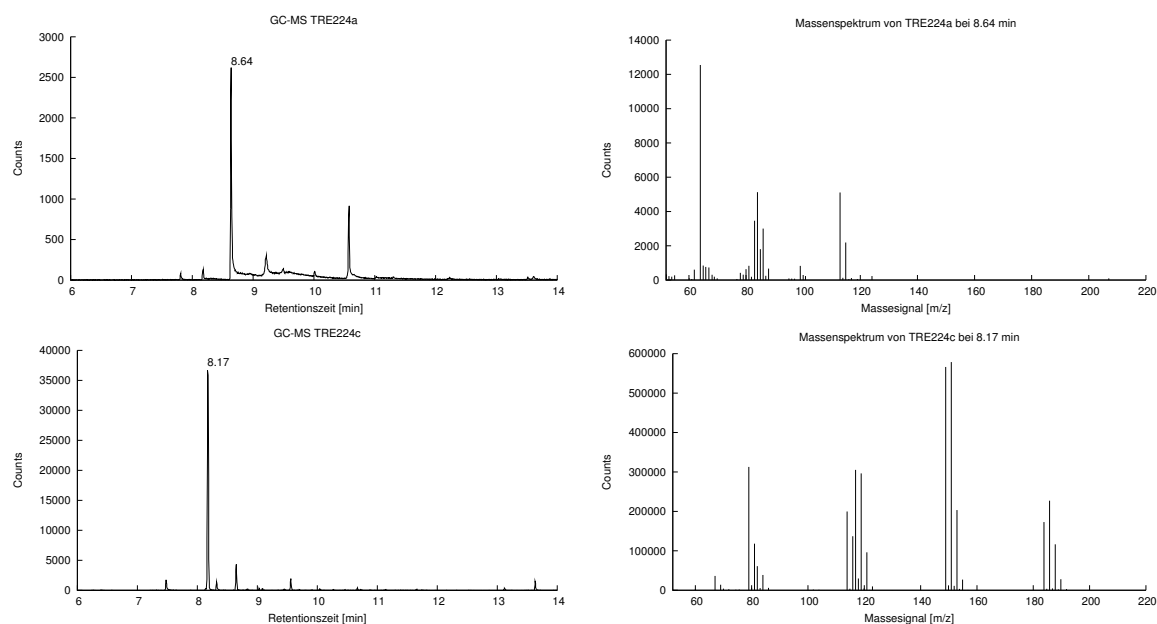 GC-MS TRE224a
3000
2500
2000
1500
1000
500
0
Counts
8.64
6 7 8 9 10 11 12 13 14
Retentionszeit [min]
Massenspektrum von TRE224a bei 8.64 min
14000
12000
10000
8000
6000
4000
2000
0
Counts
60 80 100 120 140 160 180 200 220
Massesignal [m/z]
GC-MS TRE224c
40000
35000
30000
25000
20000
15000
10000
5000
0
Counts
8.17
6 7 8 9 10 11 12 13 14
Retentionszeit [min]
Massenspektrum von TRE224c bei 8.17 min
600000
500000
400000
300000
200000
100000
0
Counts
60 80 100 120 140 160 180 200 220
Massesignal [m/z]